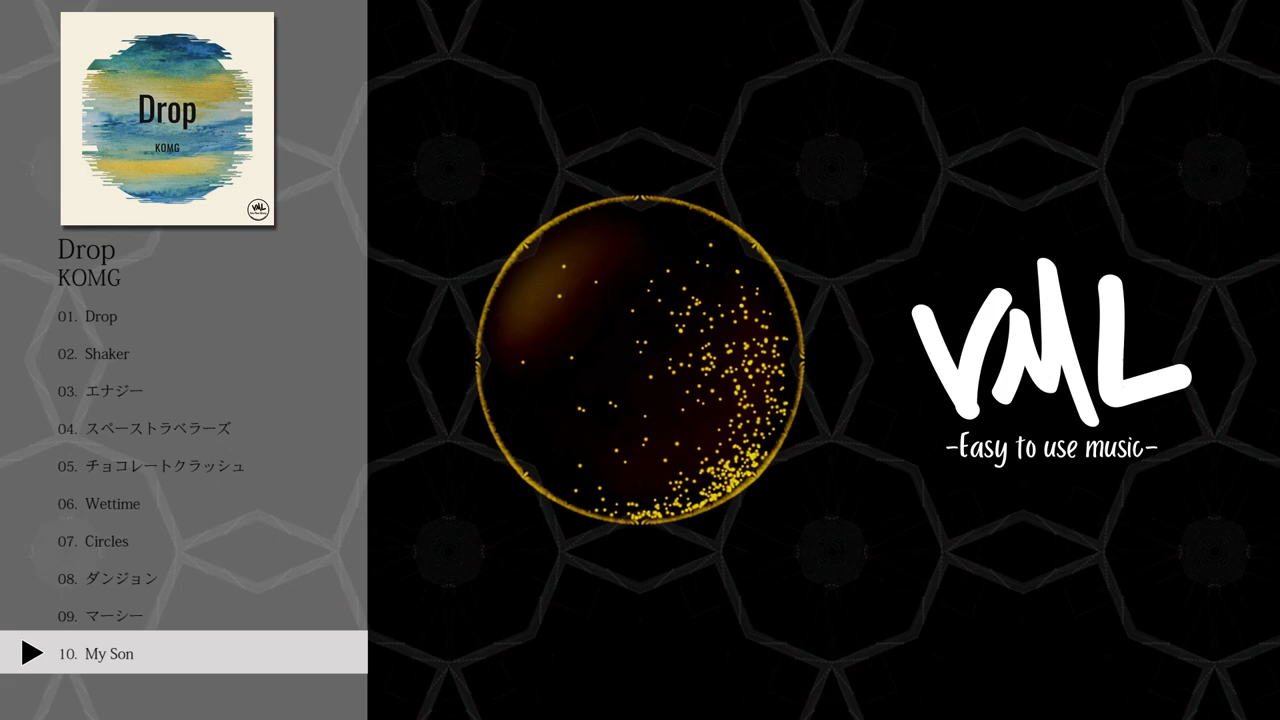 Drop
KOMG
VML
Drop
KOMG
01. Drop
02. Shaker
03. エナジー
04. スペーストラベラーズ
05. チョコレートクラッシュ
06. Wettime
07. Circles
08. ダンジョン
09. マーシー
10. My Son
VML
-Easy to use music-